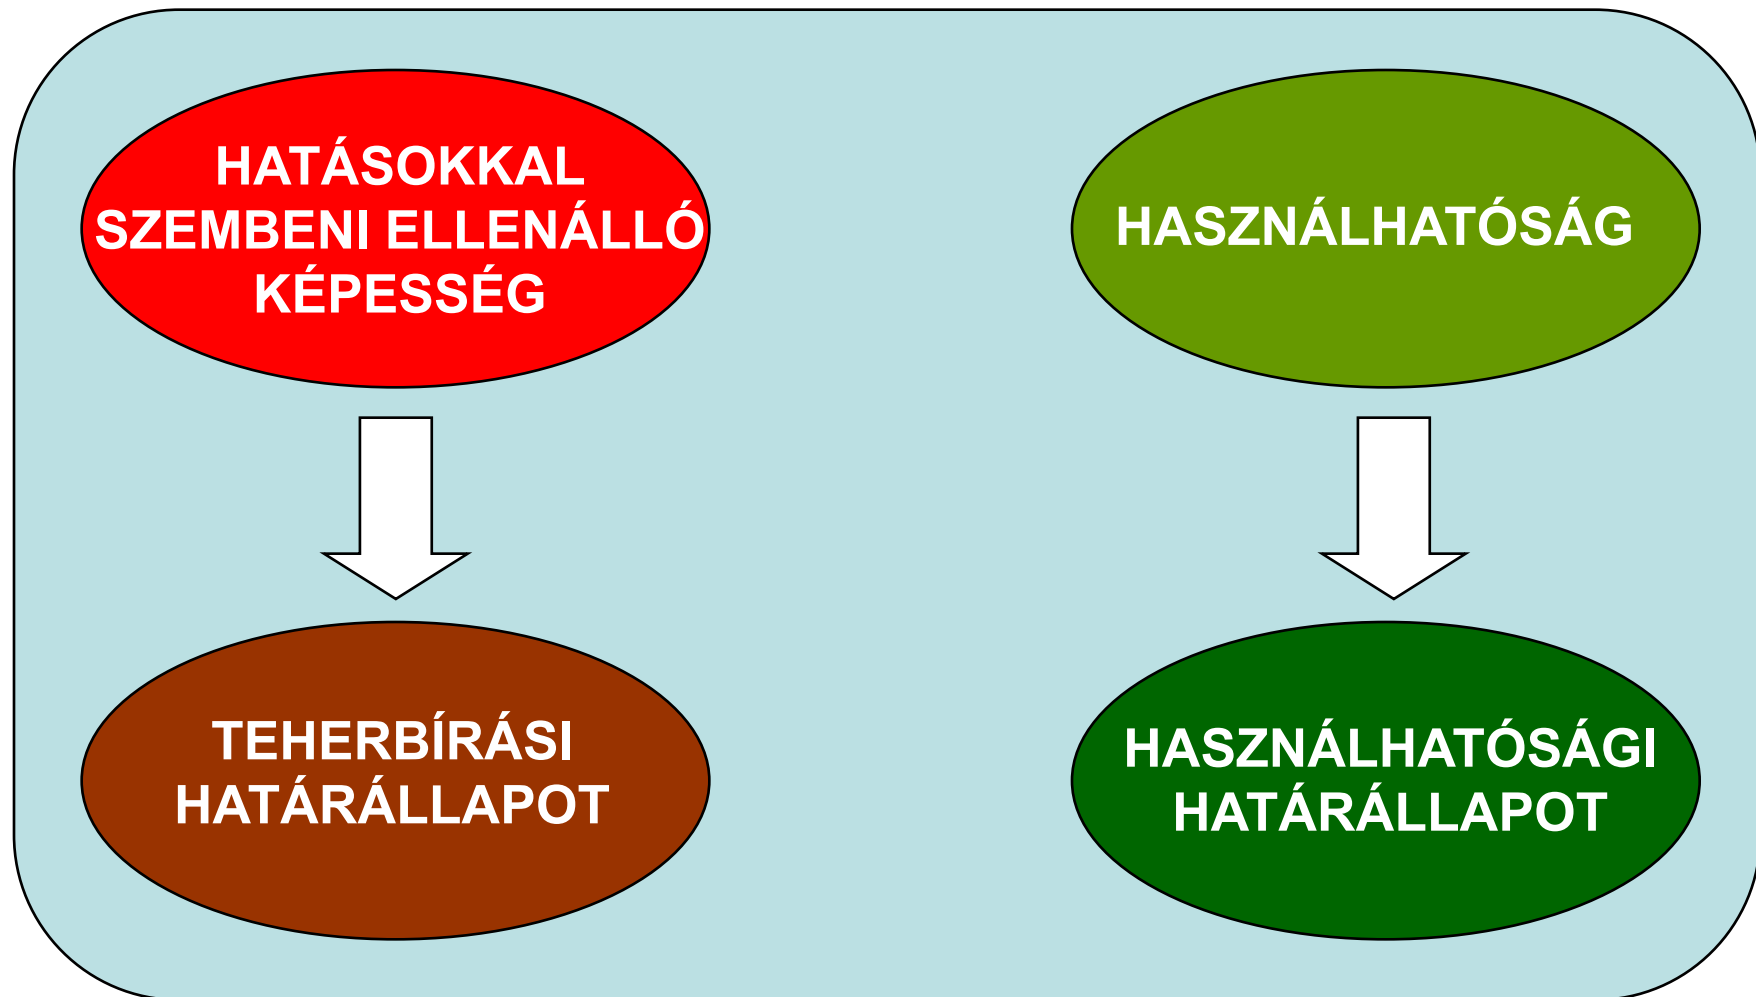 HATÁSOKKAL
SZEMBENI ELLENÁLLÓ
KÉPESSÉG
HASZNÁLHATÓSÁG
TEHERBÍRÁSI
HATÁRÁLLAPOT
HASZNÁLHATÓSÁGI
HATÁRÁLLAPOT